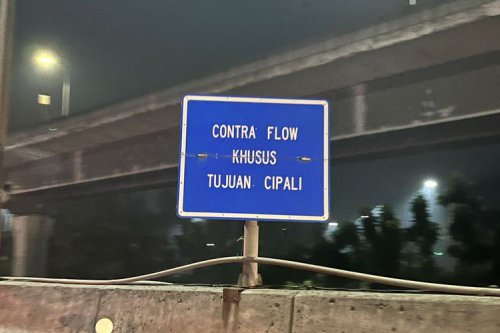 CONTRA FLOW
KHUSUS
TUJUAN CIPALI